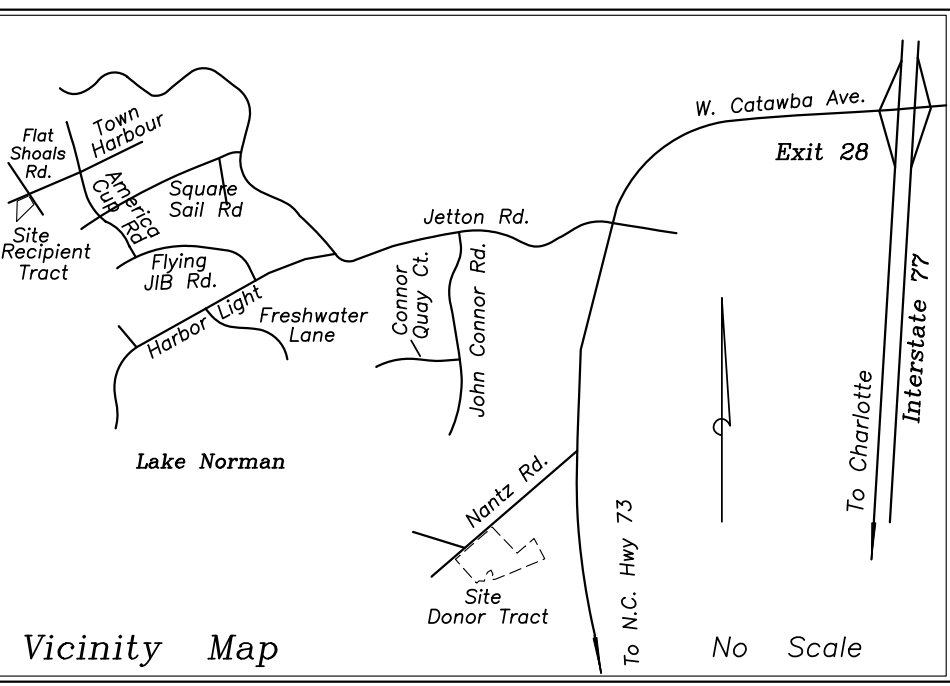 W. Catawba Ave.
Exit 28
Town
Harbour
Flat
Shoals
Rd.
America
Cup Rd
Square
Sail Rd
Site
Recipient
Tract
Flying
JIB Rd.
Jetton Rd.
Harbor Light
Freshwater
Lane
Connor
Quay Ct.
John Connor Rd.
Interstate 77
To Charlotte
Lake Norman
Nantz Rd.
Site
Donor Tract
To N.C. Hwy 73
Vicinity Map
No Scale